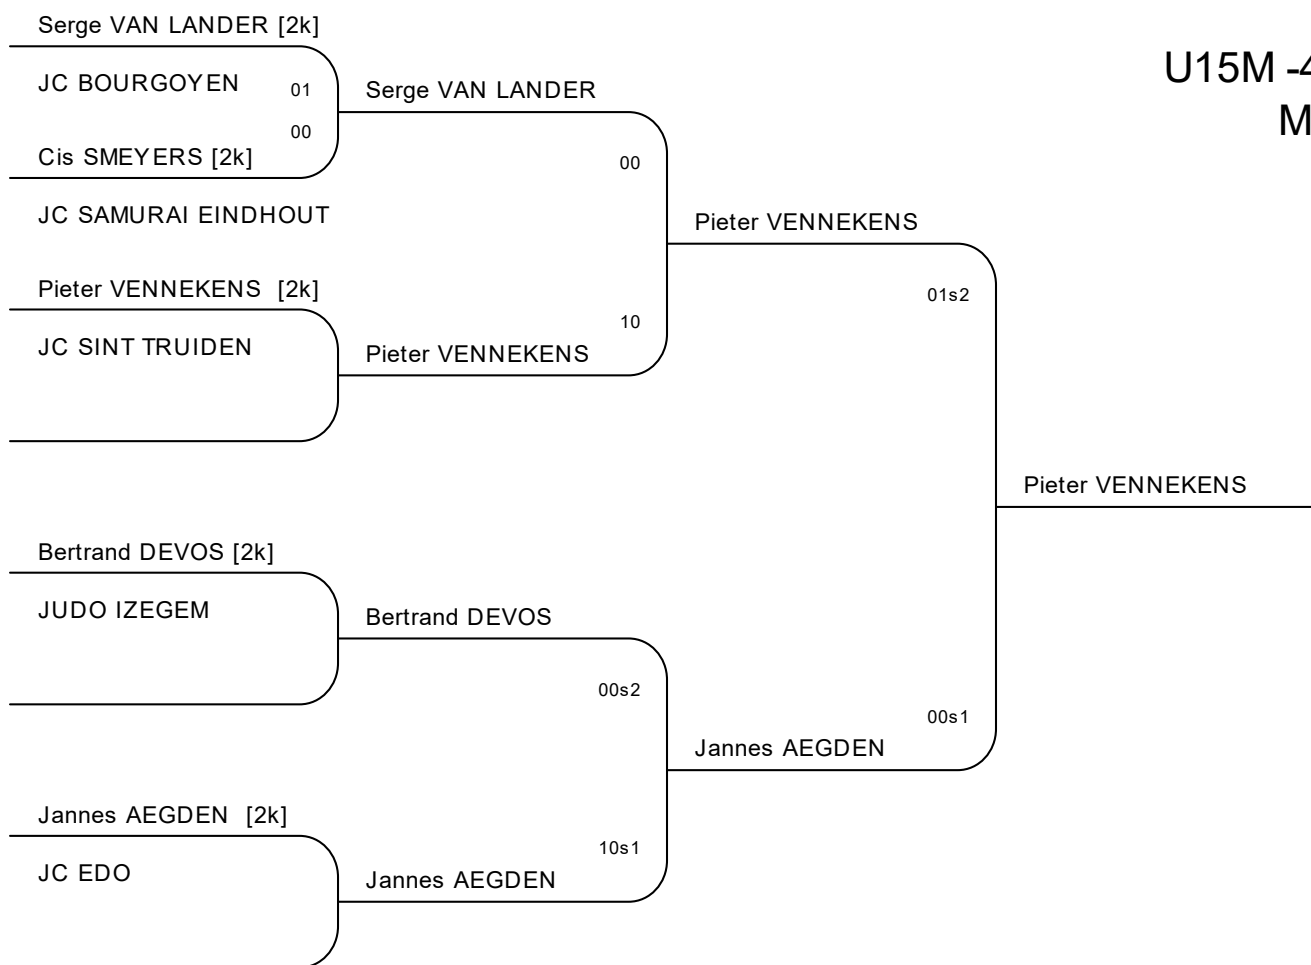 Serge VAN LANDER [2k]
JC BOURGOYEN
01
00
Cis SMEYERS [2k]
JC SAMURAI EINDHOUT
Pieter VENNEKENS [2k]
JC SINT TRUIDEN
Bertrand DEVOS [2k]
JUDO IZEGEM
Jannes AEGDEN [2k]
JC EDO
Serge VAN LANDER
00
10
Pieter VENNEKENS
Bertrand DEVOS
00s2
10s1
Jannes AEGDEN
Pieter VENNEKENS
01s2
00s1
Jannes AEGDEN
Pieter VENNEKENS
U15M -4
M